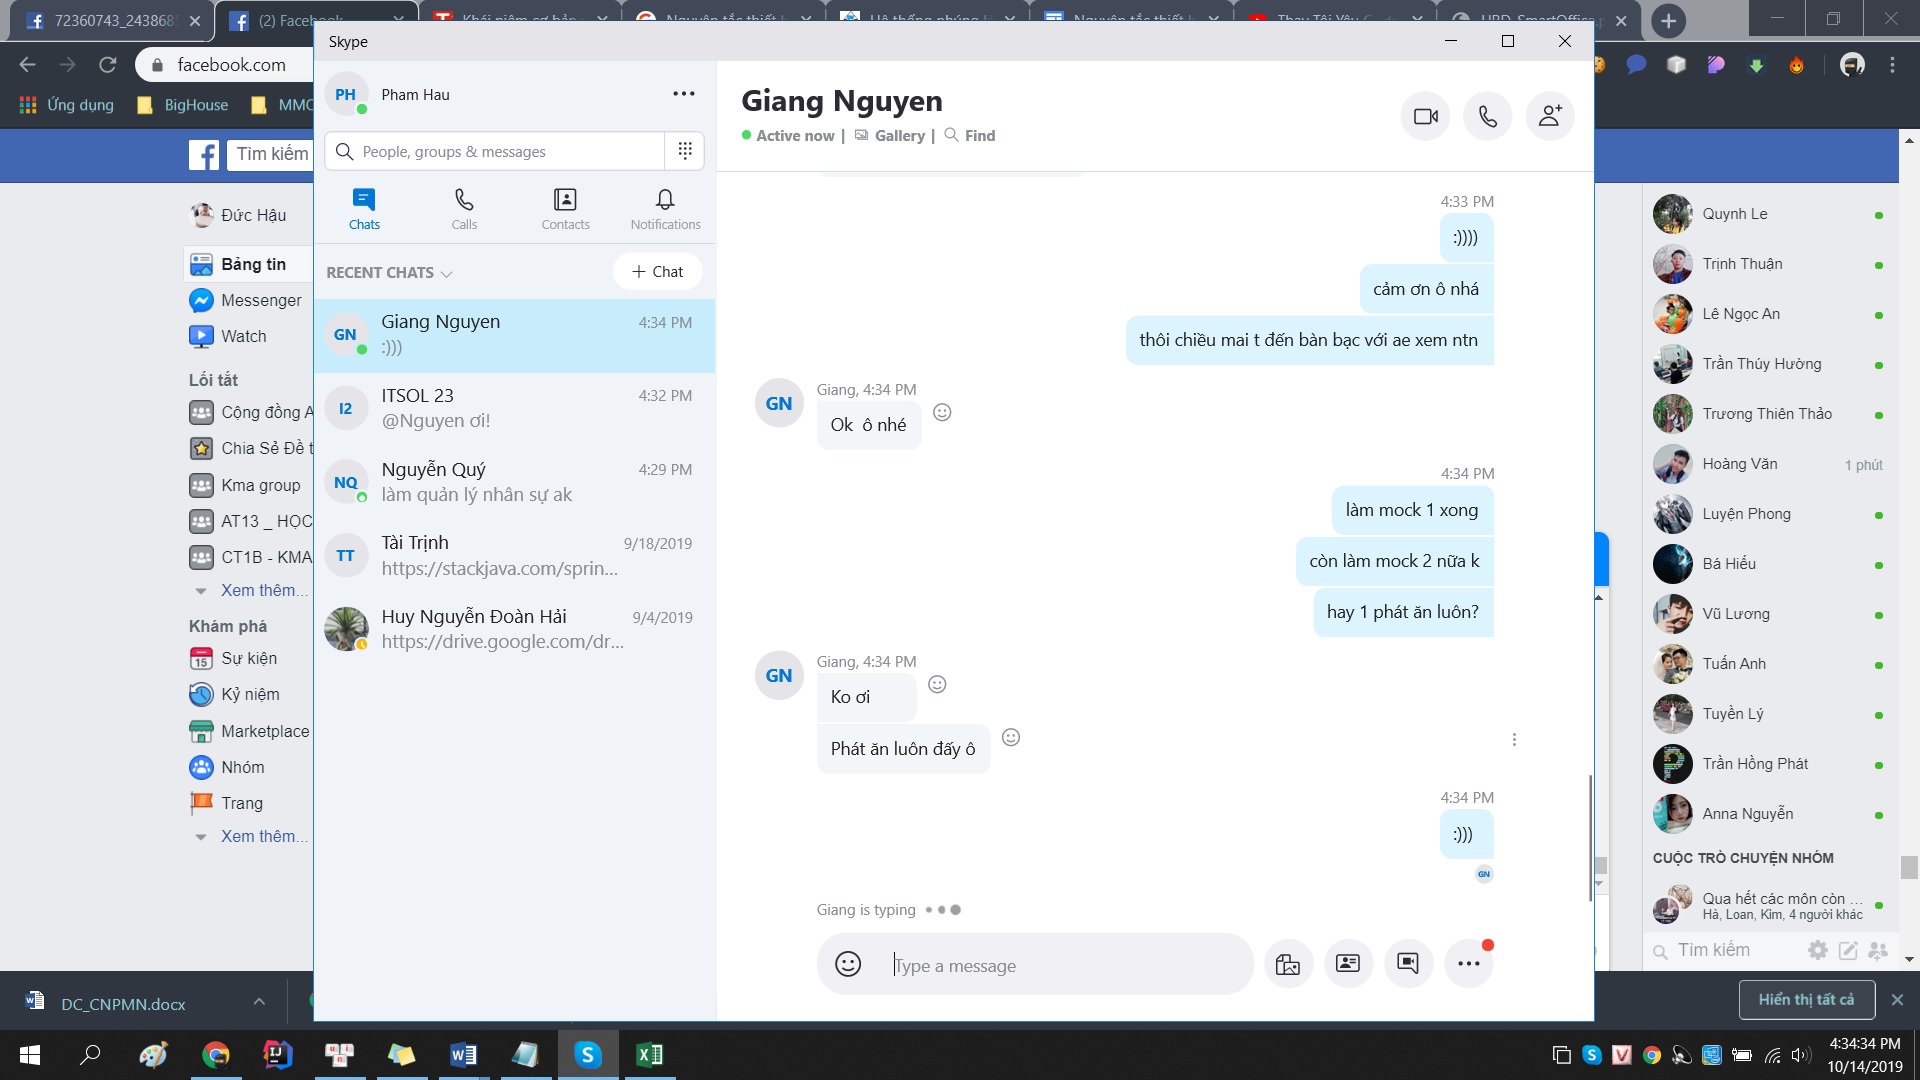 72360743_243868
(2) Facebook
Khái niệm cơ bản
Nguyên tắc thiết k
Hệ thống nhúng là
Nguyên tắc thiết k
Thay Tôi Yêu
URD_SmartOffice.p
facebook.com
Ứng dụng
BigHouse
MMO
Tìm kiếm
Đức Hậu
Bảng tin
Messenger
Watch
Lối tắt
Cộng đồng A
Chia Sẻ Đề t
Kma group
AT13 _ HỌC
CT1B - KMA
Xem thêm...
Khám phá
Sự kiện
Kỷ niệm
Marketplace
Nhóm
Trang
Xem thêm...
Skype
PH
Pham Hau
People, groups & messages
Chats
Calls
Contacts
Notifications
RECENT CHATS
+ Chat
GN
Giang Nguyen
4:34 PM
:)))
I2
ITSOL 23
4:32 PM
@Nguyen ơi!
NQ
Nguyễn Quý
4:29 PM
làm quản lý nhân sự ak
TT
Tài Trịnh
9/18/2019
https://stackjava.com/sprin...
Huy Nguyễn Đoàn Hải
9/4/2019
https://drive.google.com/dr...
Giang Nguyen
Active now | Gallery | Find
4:33 PM
:))))
cảm ơn ô nhá
thôi chiều mai t đến bàn bạc với ae xem ntn
GN
Giang, 4:34 PM
Ok ô nhé
4:34 PM
làm mock 1 xong
còn làm mock 2 nữa k
hay 1 phát ăn luôn?
GN
Giang, 4:34 PM
Ko ơi
Phát ăn luôn đấy ô
4:34 PM
:)))
GN
Giang is typing
Type a message
Quynh Le
Trịnh Thuận
Lê Ngọc An
Trần Thúy Hường
Trương Thiên Thảo
Hoàng Văn
1 phút
Luyện Phong
Bá Hiếu
Vũ Lương
Tuấn Anh
Tuyền Lý
Trần Hồng Phát
Anna Nguyễn
CUỘC TRÒ CHUYỆN NHÓM
Qua hết các môn còn ...
Hà, Loan, Kim, 4 người khác
Tìm kiếm
DC_CNPMN.docx
Hiển thị tất cả
4:34:34 PM
10/14/2019